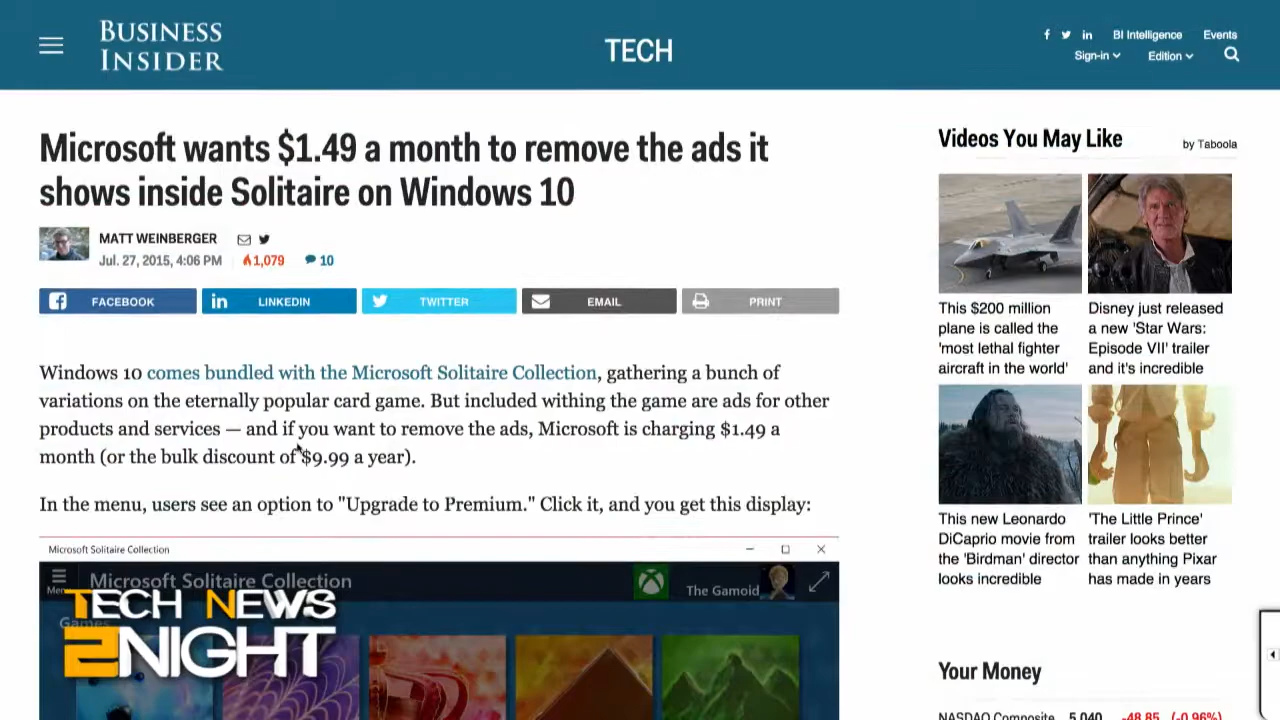 BUSINESS
INSIDER
TECH
BI Intelligence
Events
Sign-in
Edition
Microsoft wants $1.49 a month to remove the ads it
shows inside Solitaire on Windows 10
MATT WEINBERGER
Jul. 27, 2015, 4:06 PM
1,079
10
FACEBOOK
LINKEDIN
TWITTER
EMAIL
PRINT
Windows 10 comes bundled with the Microsoft Solitaire Collection, gathering a bunch of
variations on the eternally popular card game. But included withing the game are ads for other
products and services — and if you want to remove the ads, Microsoft is charging $1.49 a
month (or the bulk discount of $9.99 a year).
In the menu, users see an option to "Upgrade to Premium." Click it, and you get this display:
Microsoft Solitaire Collection
Microsoft Solitaire Collection
The Gamoid
Games
TECH NEWS
2NIGHT
Videos You May Like
by Taboola
This $200 million
plane is called the
'most lethal fighter
aircraft in the world'
Disney just released
a new 'Star Wars:
Episode VII' trailer
and it's incredible
This new Leonardo
DiCaprio movie from
the 'Birdman' director
looks incredible
'The Little Prince'
trailer looks better
than anything Pixar
has made in years
Your Money
NASDAQ Composite 5,040 -48.85 (-0.96%)